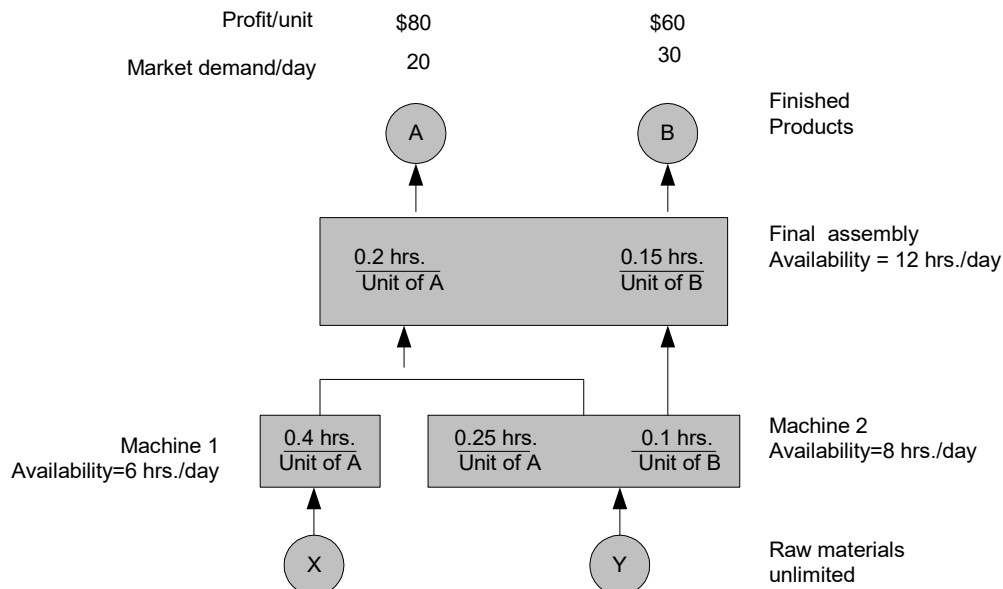 Profit/unit $80 $60
Market demand/day 20 30
A B Finished
Products
Final assembly
Availability = 12 hrs./day
0.2 hrs. 0.15 hrs.
Unit of A Unit of B
Machine 1
Availability=6 hrs./day
0.4 hrs.
Unit of A
0.25 hrs. 0.1 hrs.
Unit of A Unit of B
Machine 2
Availability=8 hrs./day
X Y Raw materials
unlimited